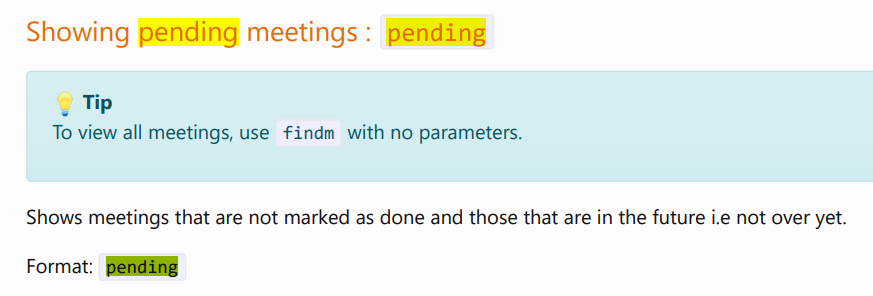 Showing pending meetings : pending
💡 Tip
To view all meetings, use findm with no parameters.
Shows meetings that are not marked as done and those that are in the future i.e not over yet.
Format: pending